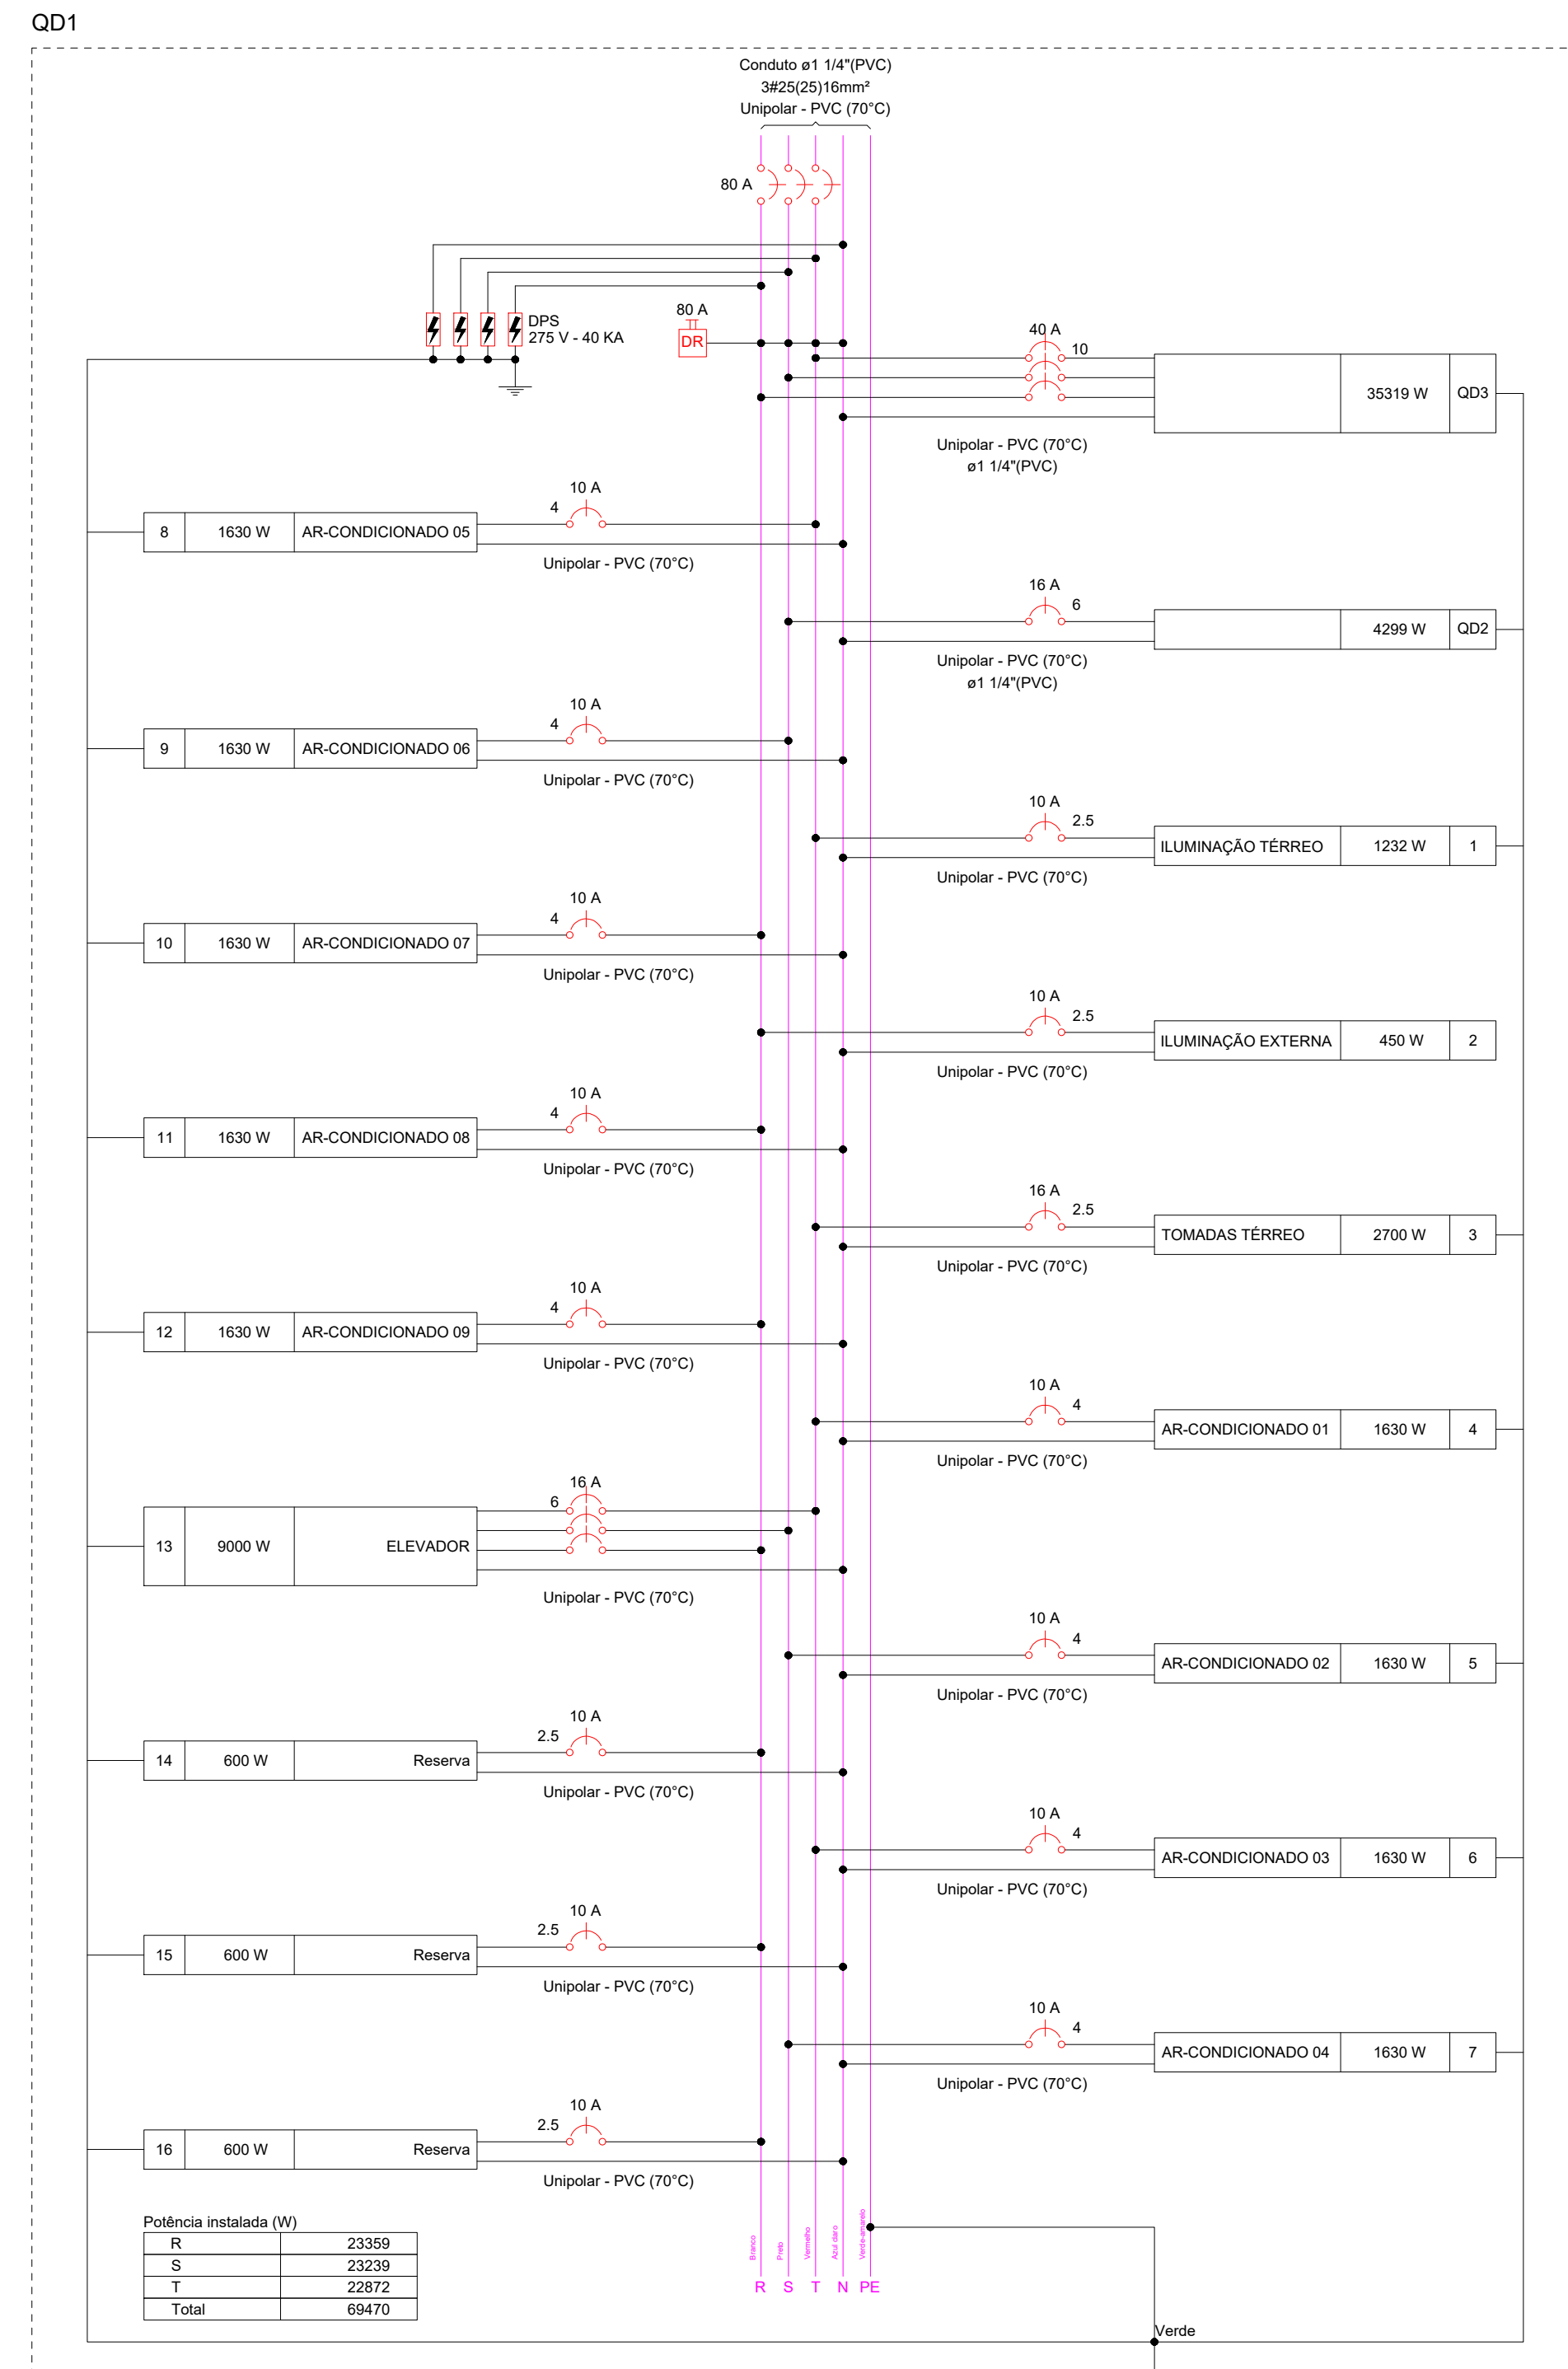 QD1
Conduto ø1 1/4"(PVC)
3#25(25)16mm²
Unipolar - PVC (70°C)
80 A
DPS
275 V - 40 KA
80 A
DR
40 A
10
35319 W
QD3
Unipolar - PVC (70°C)
ø1 1/4"(PVC)
10 A
4
8
1630 W
AR-CONDICIONADO 05
Unipolar - PVC (70°C)
16 A
6
4299 W
QD2
Unipolar - PVC (70°C)
ø1 1/4"(PVC)
10 A
4
9
1630 W
AR-CONDICIONADO 06
Unipolar - PVC (70°C)
10 A
2.5
ILUMINAÇÃO TÉRREO
1232 W
1
Unipolar - PVC (70°C)
10 A
4
10
1630 W
AR-CONDICIONADO 07
Unipolar - PVC (70°C)
10 A
2.5
ILUMINAÇÃO EXTERNA
450 W
2
Unipolar - PVC (70°C)
10 A
4
11
1630 W
AR-CONDICIONADO 08
Unipolar - PVC (70°C)
16 A
2.5
TOMADAS TÉRREO
2700 W
3
Unipolar - PVC (70°C)
10 A
4
12
1630 W
AR-CONDICIONADO 09
Unipolar - PVC (70°C)
10 A
4
AR-CONDICIONADO 01
1630 W
4
Unipolar - PVC (70°C)
16 A
6
13
9000 W
ELEVADOR
Unipolar - PVC (70°C)
10 A
4
AR-CONDICIONADO 02
1630 W
5
Unipolar - PVC (70°C)
10 A
2.5
14
600 W
Reserva
Unipolar - PVC (70°C)
10 A
4
AR-CONDICIONADO 03
1630 W
6
Unipolar - PVC (70°C)
10 A
2.5
15
600 W
Reserva
Unipolar - PVC (70°C)
10 A
4
AR-CONDICIONADO 04
1630 W
7
Unipolar - PVC (70°C)
10 A
2.5
16
600 W
Reserva
Unipolar - PVC (70°C)
Potência instalada (W)
R 23359
S 23239
T 22872
Total 69470
Branco
Preto
Vermelho
Azul claro
Verde-amarelo
R S T N PE
Verde